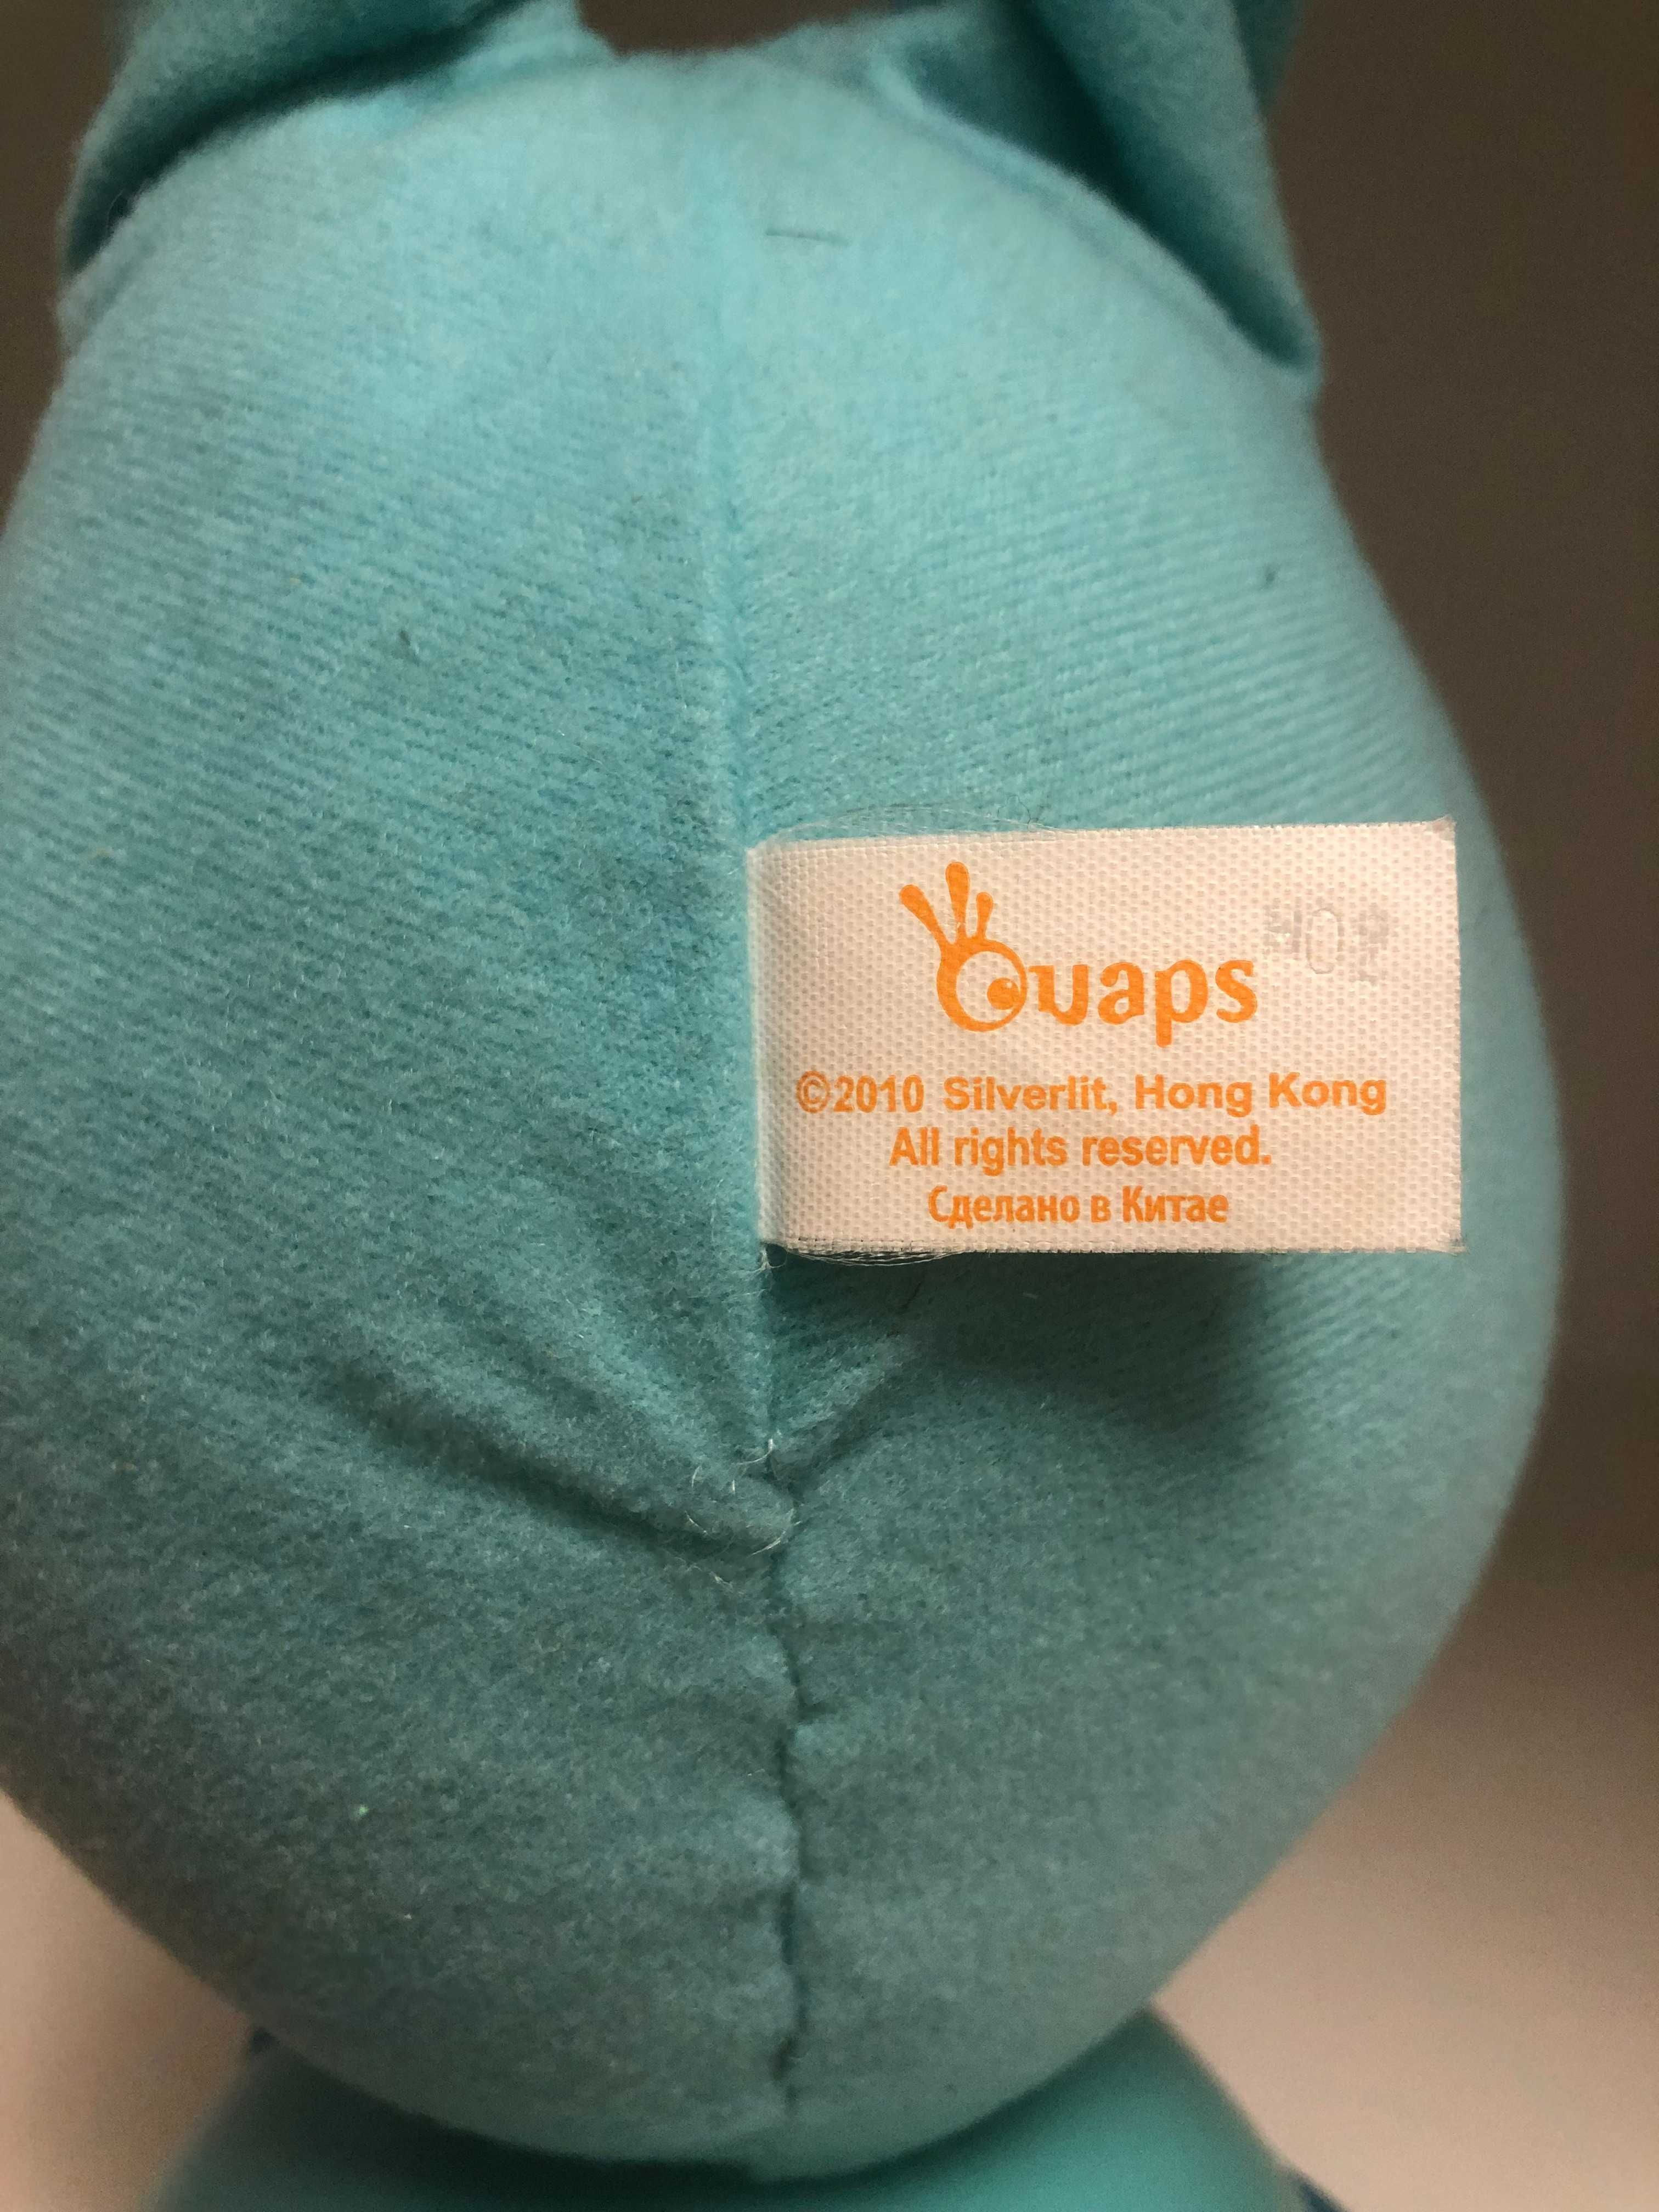 Ouaps
©2010 Silverlit, Hong Kong
All rights reserved.
Сделано в Китае